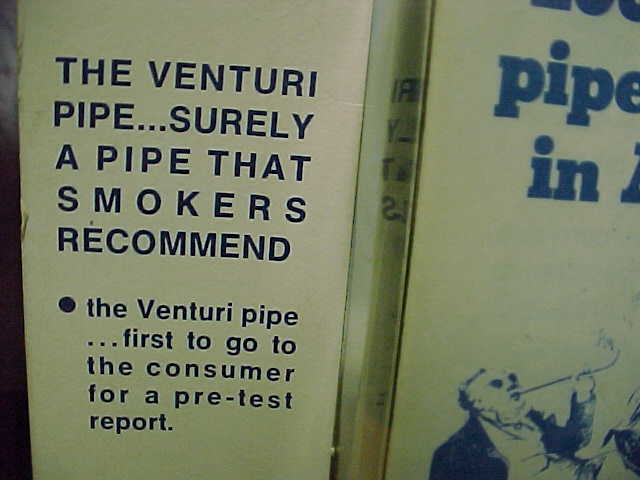 THE VENTURI
PIPE...SURELY
A PIPE THAT
SMOKERS
RECOMMEND
● the Venturi pipe
...first to go to
the consumer
for a pre-test
report.
pipe
in